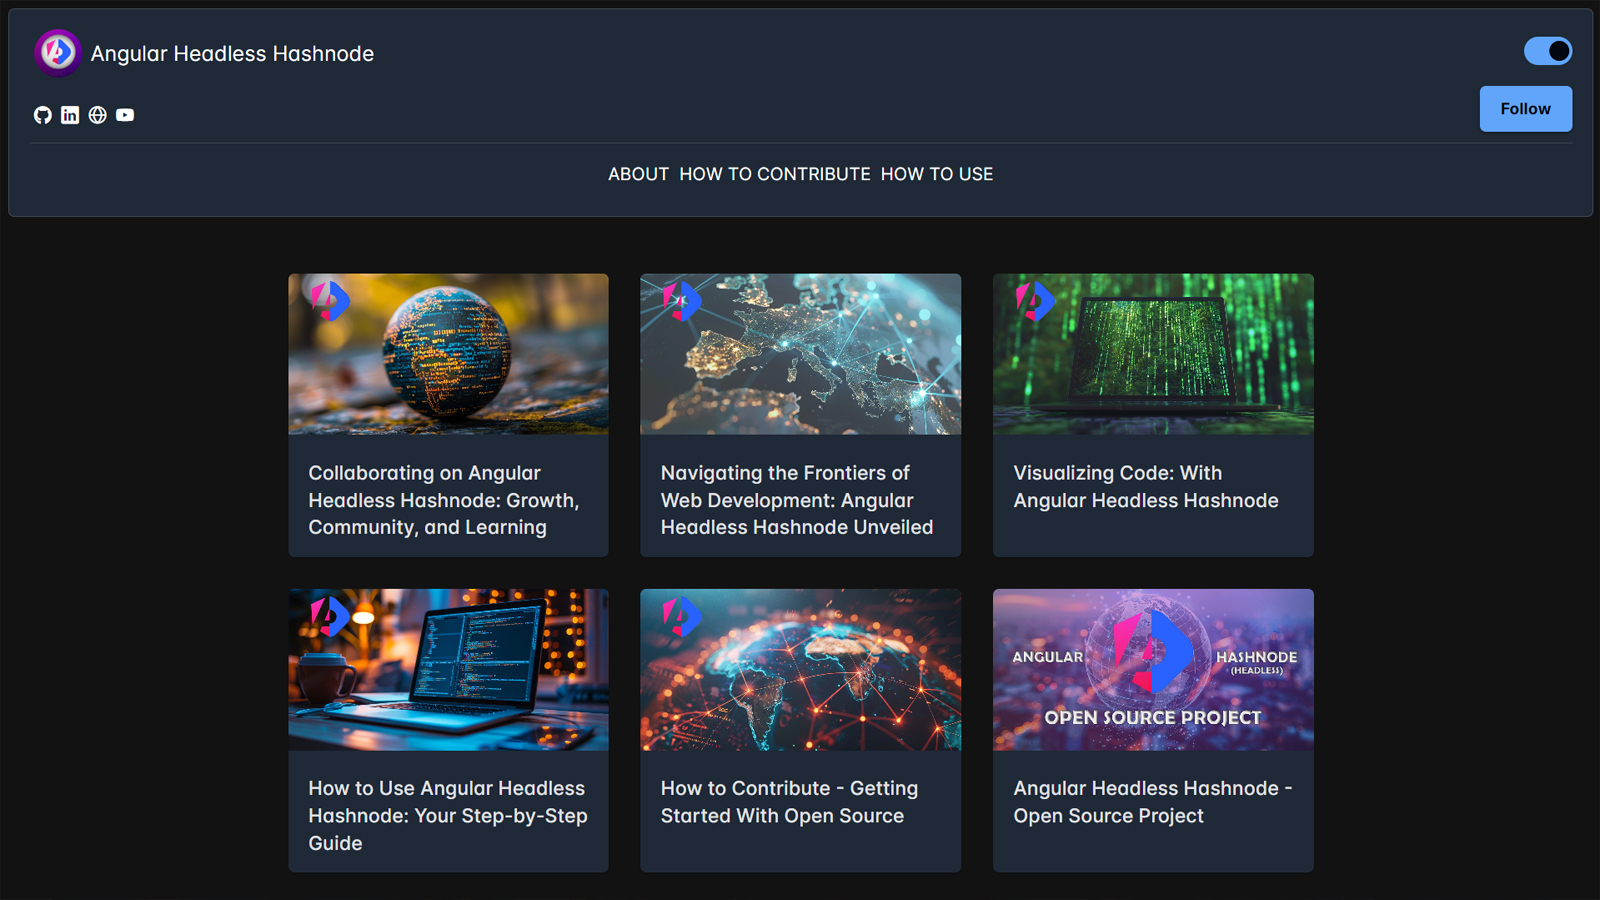 Angular Headless Hashnode
Follow
ABOUT HOW TO CONTRIBUTE HOW TO USE
Collaborating on Angular
Headless Hashnode: Growth,
Community, and Learning
Navigating the Frontiers of
Web Development: Angular
Headless Hashnode Unveiled
Visualizing Code: With
Angular Headless Hashnode
ANGULAR
HASHNODE
(HEADLESS)
OPEN SOURCE PROJECT
How to Use Angular Headless
Hashnode: Your Step-by-Step
Guide
How to Contribute - Getting
Started With Open Source
Angular Headless Hashnode -
Open Source Project